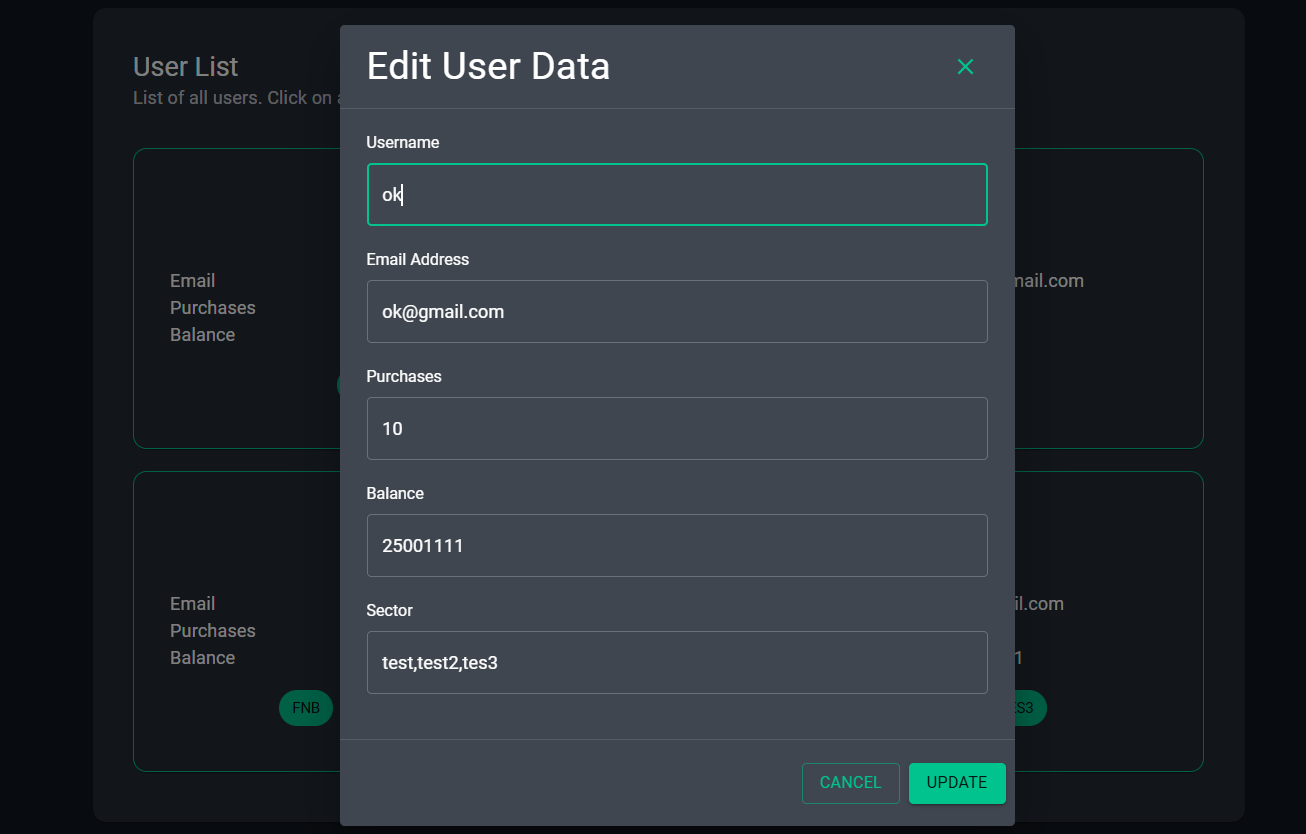 User List
List of all users. Click on
Edit User Data
Username
ok
Email Address
ok@gmail.com
Purchases
10
Balance
25001111
Sector
test,test2,tes3
CANCEL
UPDATE
Email
Purchases
Balance
mail.com
Email
Purchases
Balance
il.com
1
FNB
ES3